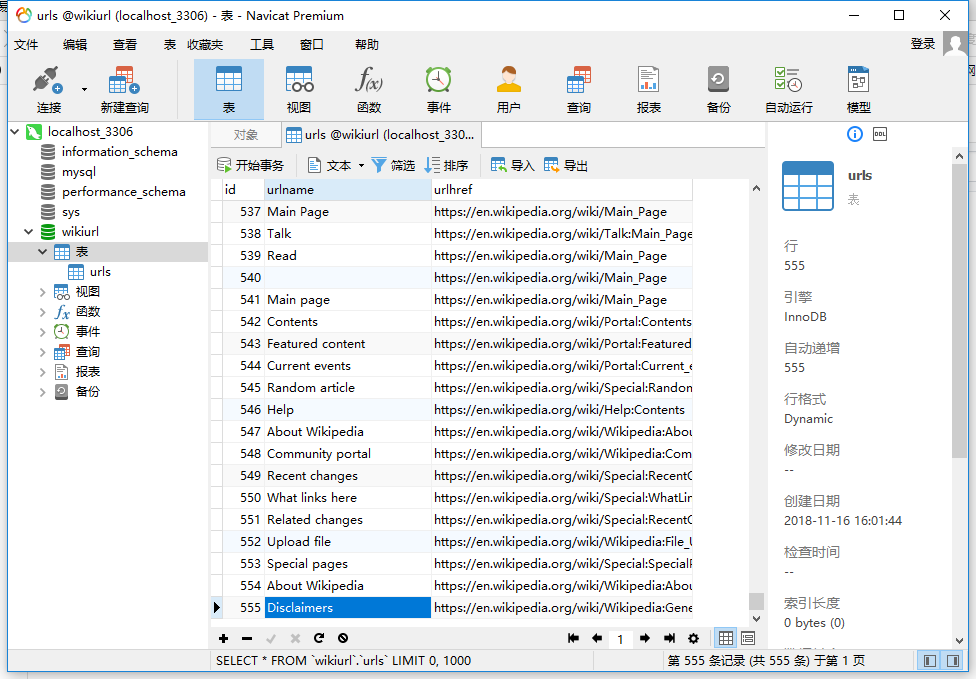 urls @wikiurl (localhost_3306) - 表 - Navicat Premium
文件 编辑 查看 表 收藏夹 工具 窗口 帮助 登录
连接 新建查询 表 视图 函数 事件 用户 查询 报表 备份 自动运行 模型
localhost_3306
information_schema
mysql
performance_schema
sys
wikiurl
表
urls
视图
函数
事件
查询
报表
备份
对象 urls @wikiurl (localhost_330...
开始事务 文本 筛选 排序 导入 导出
id urlname urlhref
537 Main Page https://en.wikipedia.org/wiki/Main_Page
538 Talk https://en.wikipedia.org/wiki/Talk:Main_Page
539 Read https://en.wikipedia.org/wiki/Main_Page
540 https://en.wikipedia.org/wiki/Main_Page
541 Main page https://en.wikipedia.org/wiki/Main_Page
542 Contents https://en.wikipedia.org/wiki/Portal:Contents
543 Featured content https://en.wikipedia.org/wiki/Portal:Featured
544 Current events https://en.wikipedia.org/wiki/Portal:Current_e
545 Random article https://en.wikipedia.org/wiki/Special:Random
546 Help https://en.wikipedia.org/wiki/Help:Contents
547 About Wikipedia https://en.wikipedia.org/wiki/Wikipedia:Abou
548 Community portal https://en.wikipedia.org/wiki/Wikipedia:Com
549 Recent changes https://en.wikipedia.org/wiki/Special:RecentC
550 What links here https://en.wikipedia.org/wiki/Special:WhatLin
551 Related changes https://en.wikipedia.org/wiki/Special:RecentC
552 Upload file https://en.wikipedia.org/wiki/Wikipedia:File_U
553 Special pages https://en.wikipedia.org/wiki/Special:SpecialP
554 About Wikipedia https://en.wikipedia.org/wiki/Wikipedia:Abou
555 Disclaimers https://en.wikipedia.org/wiki/Wikipedia:Gene
1
SELECT * FROM `wikiurl`.`urls` LIMIT 0, 1000 第 555 条记录 (共 555 条) 于第 1 页
DDL
urls
表
行
555
引擎
InnoDB
自动递增
555
行格式
Dynamic
修改日期
--
创建日期
2018-11-16 16:01:44
检查时间
--
索引长度
0 bytes (0)